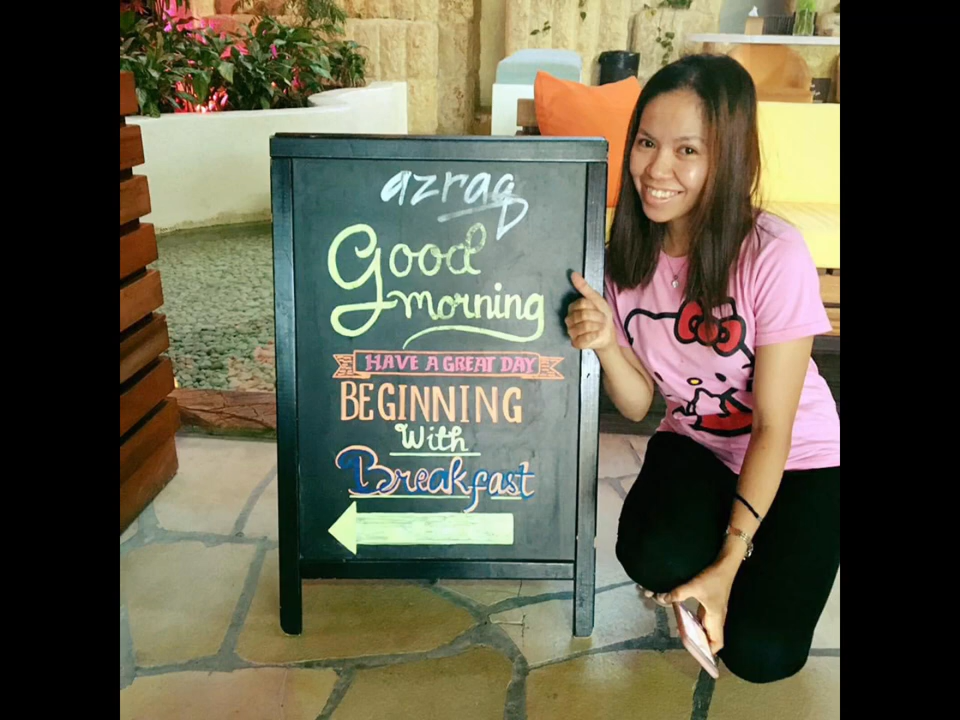 azraq
Good
morning
HAVE A GREAT DAY
BEGINNING
With
Breakfast